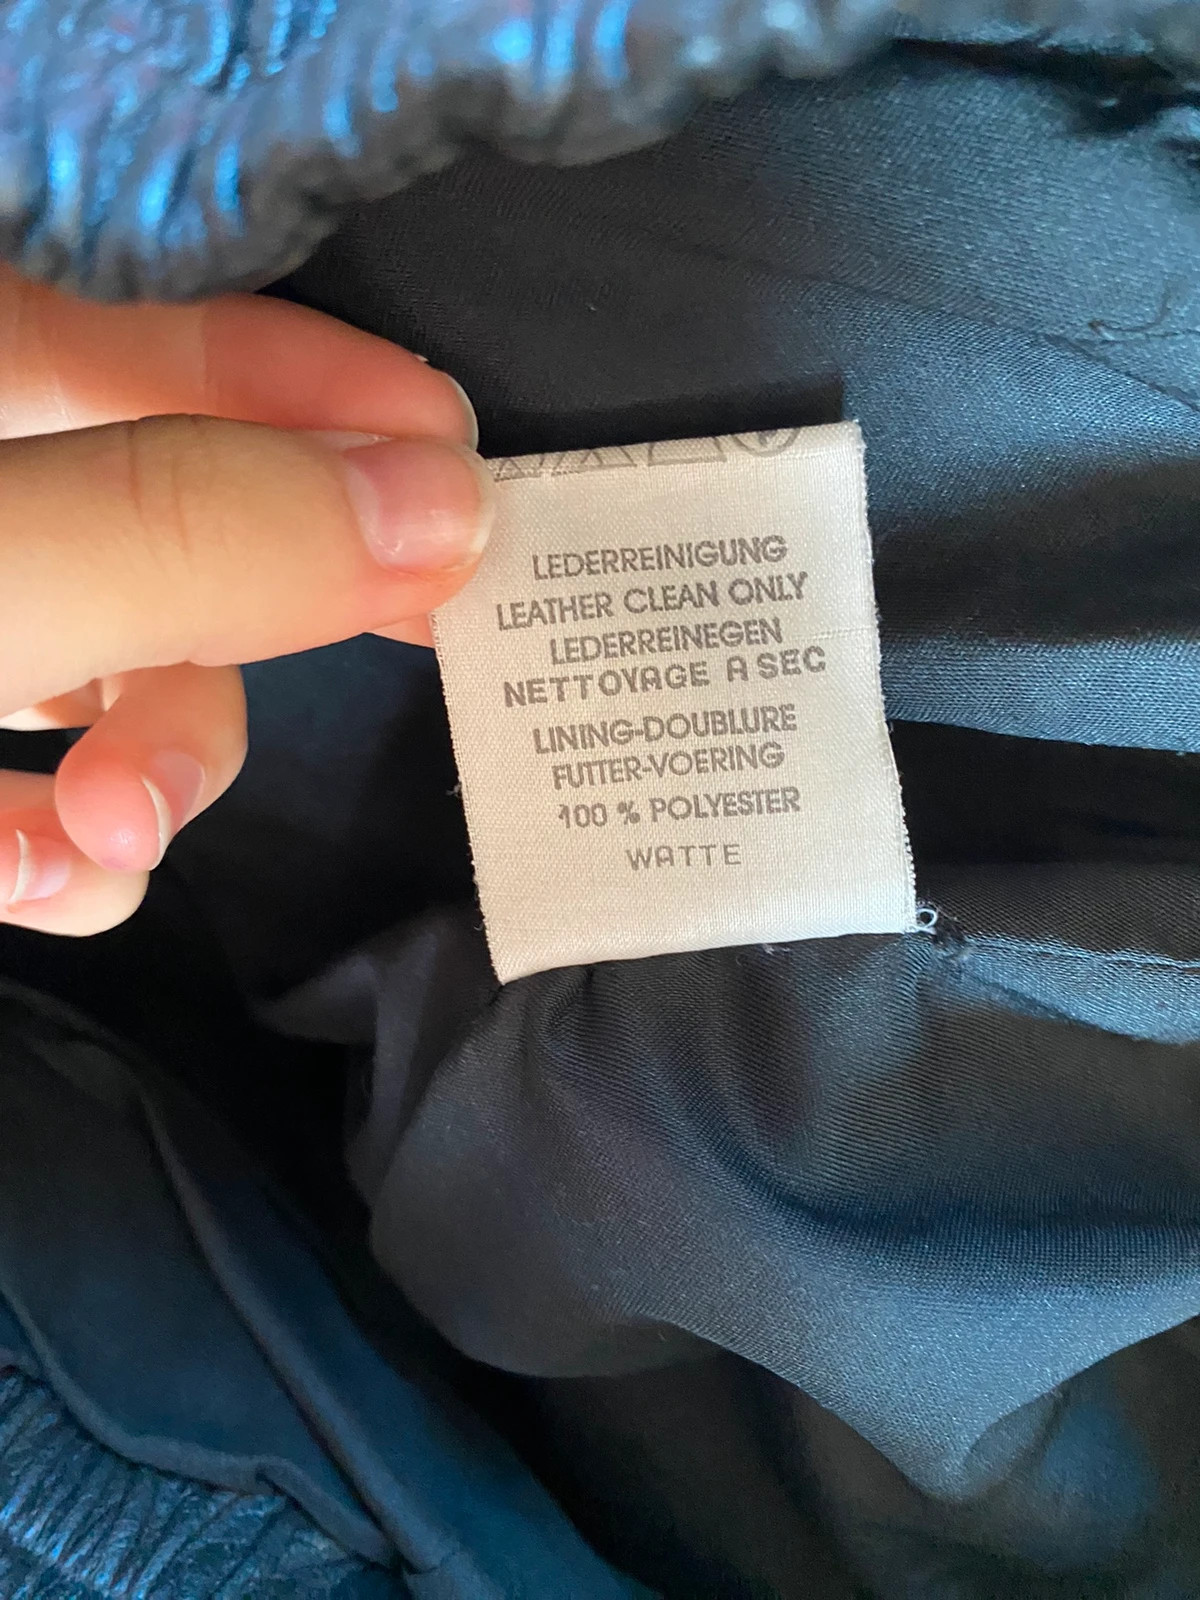 LEDERREINIGUNG
LEATHER CLEAN ONLY
LEDERREINEGEN
NETTOYAGE A SEC
LINING-DOUBLURE
FUTTER-VOERING
100 % POLYESTER
WATTE